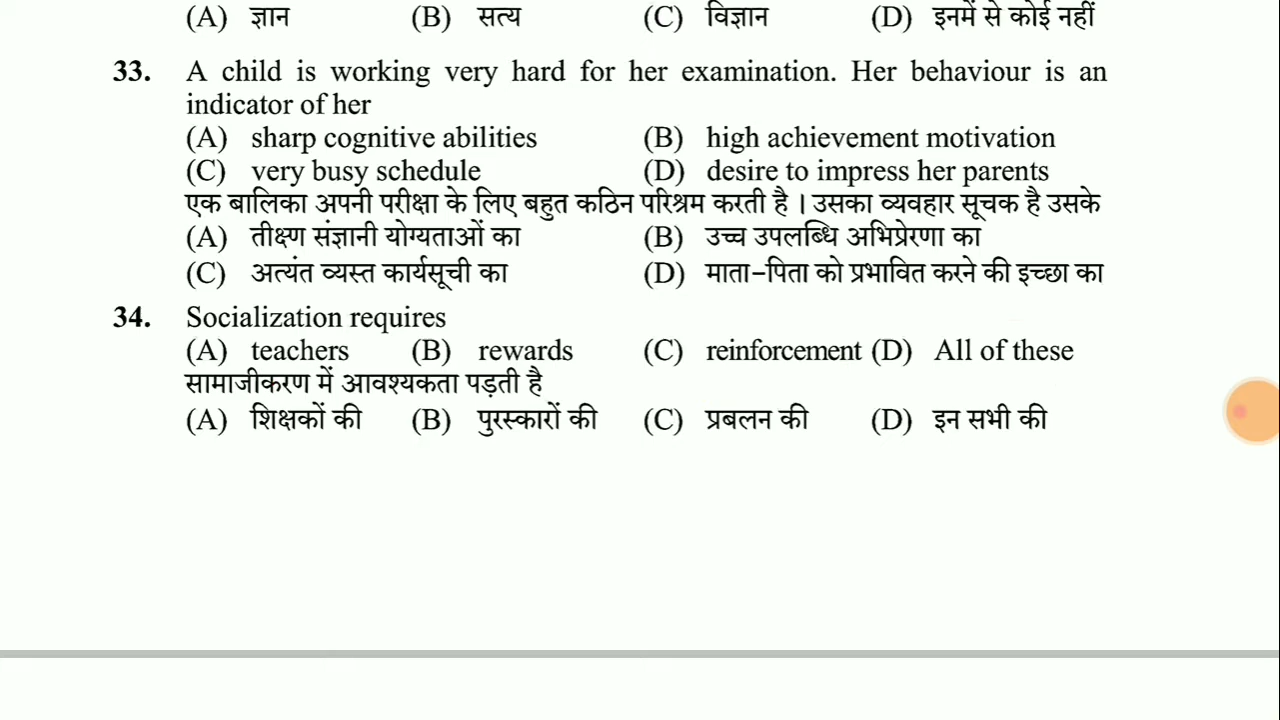 (A) ज्ञान (B) सत्य (C) विज्ञान (D) इनमें से कोई नहीं
33. A child is working very hard for her examination. Her behaviour is an
indicator of her
(A) sharp cognitive abilities (B) high achievement motivation
(C) very busy schedule (D) desire to impress her parents
एक बालिका अपनी परीक्षा के लिए बहुत कठिन परिश्रम करती है । उसका व्यवहार सूचक है उसके
(A) तीक्ष्ण संज्ञानी योग्यताओं का (B) उच्च उपलब्धि अभिप्रेरणा का
(C) अत्यंत व्यस्त कार्यसूची का (D) माता-पिता को प्रभावित करने की इच्छा का
34. Socialization requires
(A) teachers (B) rewards (C) reinforcement (D) All of these
सामाजीकरण में आवश्यकता पड़ती है
(A) शिक्षकों की (B) पुरस्कारों की (C) प्रबलन की (D) इन सभी की